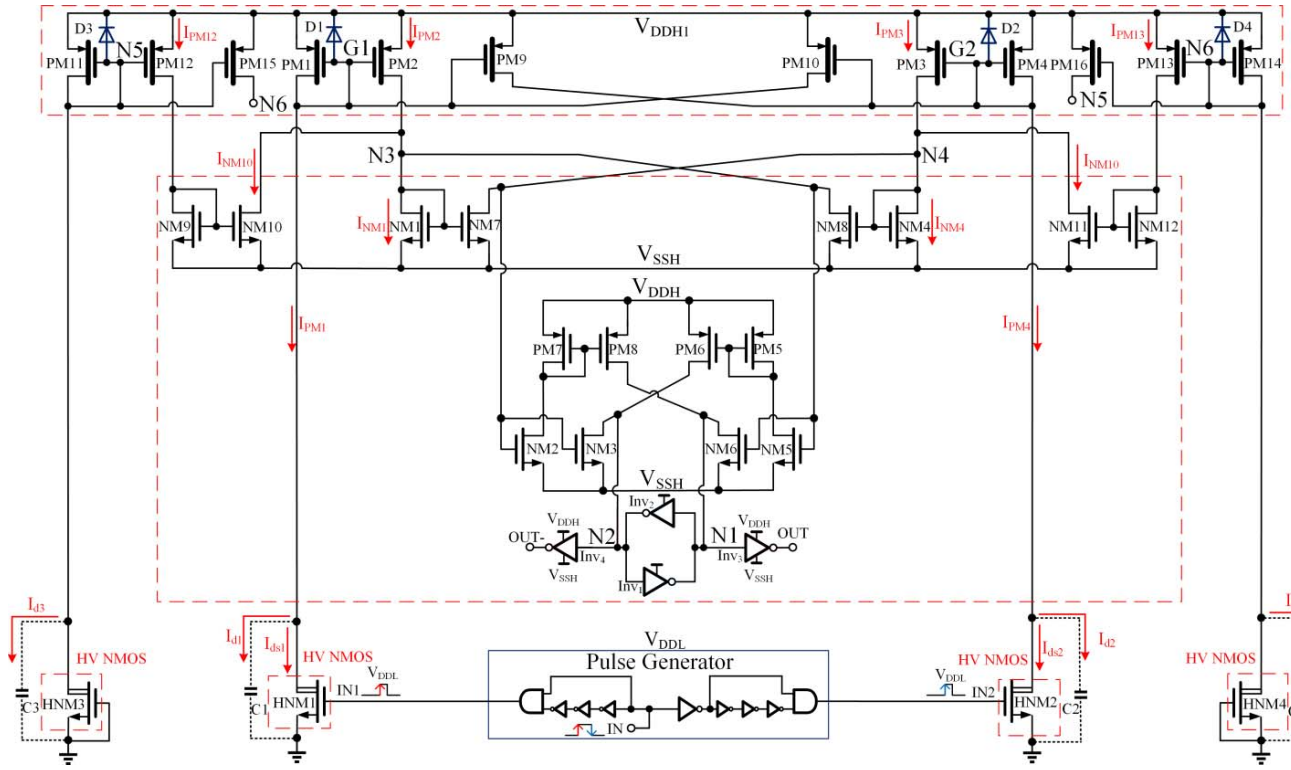 D3
I_PM12
D1
I_PM2
V_DDH1
I_PM3
D2
I_PM13
D4
N5
G1
G2
N6
PM11
PM12
PM15
PM1
PM2
PM9
PM10
PM3
PM4
PM16
PM13
PM14
N6
N5
I_NM10
N3
N4
I_NM10
NM9
NM10
I_NM1
NM1
NM7
NM8
NM4
I_NM4
NM11
NM12
V_SSH
V_DDH
I_PM1
I_PM4
PM7
PM8
PM6
PM5
NM2
NM3
NM6
NM5
V_SSH
Inv2
V_DDH
N2
N1
V_DDH
OUT-
OUT
Inv4
Inv3
V_SSH
Inv1
V_SSH
I_d3
I_d1
I_ds1
V_DDL
I_ds2
I_d2
I
HV NMOS
HV NMOS
Pulse Generator
HV NMOS
HV NMOS
V_DDL
IN1
V_DDL
IN2
C3
HNM3
C1
HNM1
IN
HNM2
C2
HNM4